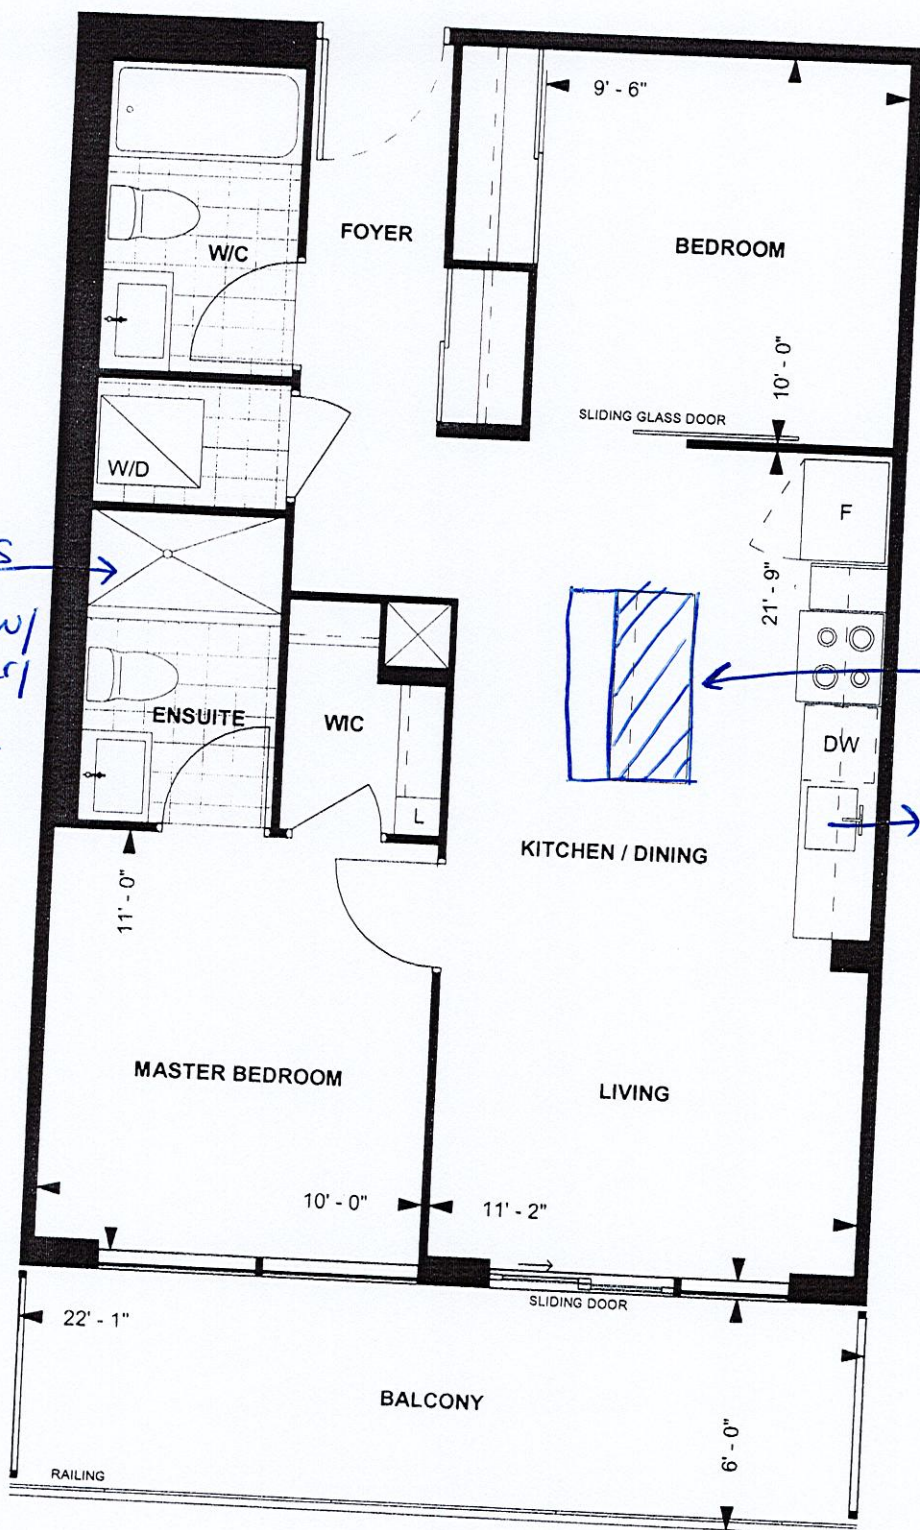 9' - 6"
FOYER
W/C
BEDROOM
10' - 0"
SLIDING GLASS DOOR
W/D
F
21' - 9"
ENSUITE
WIC
DW
L
KITCHEN / DINING
11' - 0"
MASTER BEDROOM
LIVING
10' - 0"
11' - 2"
SLIDING DOOR
22' - 1"
BALCONY
6' - 0"
RAILING